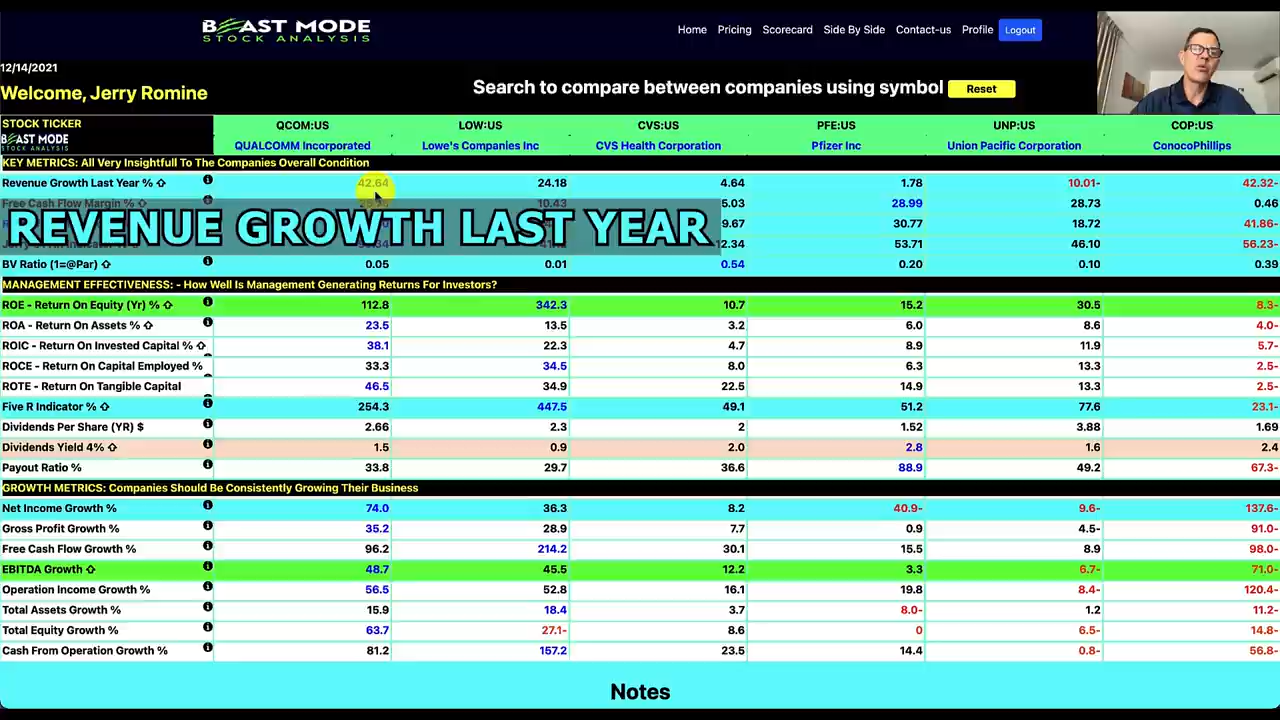 BEAST MODE
STOCK ANALYSIS
Home Pricing Scorecard Side By Side Contact-us Profile Logout
12/14/2021
Welcome, Jerry Romine
Search to compare between companies using symbol Reset
STOCK TICKER QCOM:US LOW:US CVS:US PFE:US UNP:US COP:US
BEAST MODE
STOCK ANALYSIS
QUALCOMM Incorporated Lowe's Companies Inc CVS Health Corporation Pfizer Inc Union Pacific Corporation ConocoPhillips
KEY METRICS: All Very Insightfull To The Companies Overall Condition
Revenue Growth Last Year % ⇧ 42.64 24.18 4.64 1.78 10.01- 42.32-
Free Cash Flow Margin % ⇧ 10.43 5.03 28.99 28.73 0.46
REVENUE GROWTH LAST YEAR
9.67 30.77 18.72 41.86-
12.34 53.71 46.10 56.23-
BV Ratio (1=@Par) ⇧ 0.05 0.01 0.54 0.20 0.10 0.39
MANAGEMENT EFFECTIVENESS: - How Well Is Management Generating Returns For Investors?
ROE - Return On Equity (Yr) % ⇧ 112.8 342.3 10.7 15.2 30.5 8.3-
ROA - Return On Assets % ⇧ 23.5 13.5 3.2 6.0 8.6 4.0-
ROIC - Return On Invested Capital % ⇧ 38.1 22.3 4.7 8.9 11.9 5.7-
ROCE - Return On Capital Employed % 33.3 34.5 8.0 6.3 13.3 2.5-
ROTE - Return On Tangible Capital 46.5 34.9 22.5 14.9 13.3 2.5-
Five R Indicator % ⇧ 254.3 447.5 49.1 51.2 77.6 23.1-
Dividends Per Share (YR) $ 2.66 2.3 2 1.52 3.88 1.69
Dividends Yield 4% ⇧ 1.5 0.9 2.0 2.8 1.6 2.4
Payout Ratio % 33.8 29.7 36.6 88.9 49.2 67.3-
GROWTH METRICS: Companies Should Be Consistently Growing Their Business
Net Income Growth % 74.0 36.3 8.2 40.9- 9.6- 137.6-
Gross Profit Growth % 35.2 28.9 7.7 0.9 4.5- 91.0-
Free Cash Flow Growth % 96.2 214.2 30.1 15.5 8.9 98.0-
EBITDA Growth ⇧ 48.7 45.5 12.2 3.3 6.7- 71.0-
Operation Income Growth % 56.5 52.8 16.1 19.8 8.4- 120.4-
Total Assets Growth % 15.9 18.4 3.7 8.0- 1.2 11.2-
Total Equity Growth % 63.7 27.1- 8.6 0 6.5- 14.8-
Cash From Operation Growth % 81.2 157.2 23.5 14.4 0.8- 56.8-
Notes